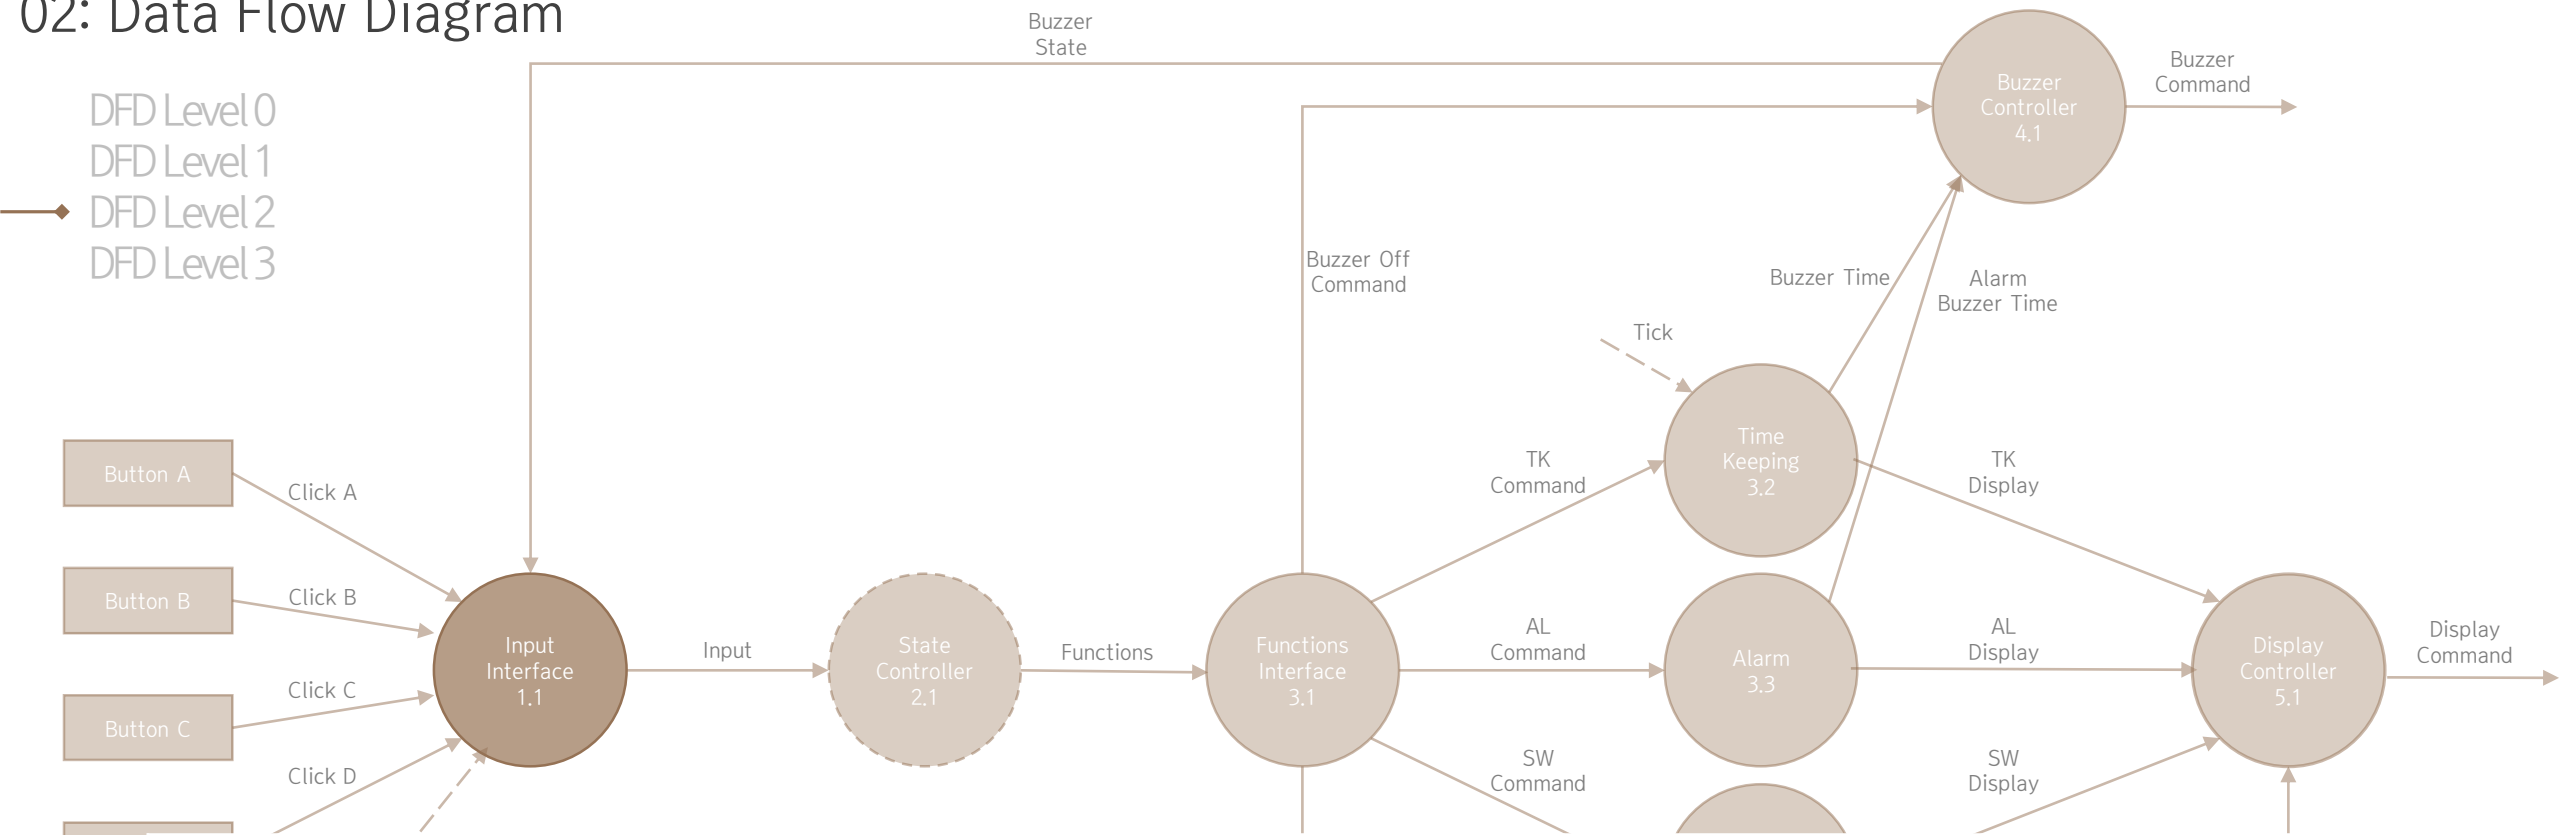 02: Data Flow Diagram
DFD Level 0
DFD Level 1
DFD Level 2
DFD Level 3
Buzzer
State
Buzzer
Controller
4.1
Buzzer
Command
Buzzer Off
Command
Buzzer Time
Alarm
Buzzer Time
Tick
Time
Keeping
3.2
TK
Command
TK
Display
Button A
Click A
Button B
Click B
Button C
Click C
Click D
Input
Interface
1.1
Input
State
Controller
2.1
Functions
Functions
Interface
3.1
AL
Command
Alarm
3.3
AL
Display
Display
Controller
5.1
Display
Command
SW
Command
SW
Display